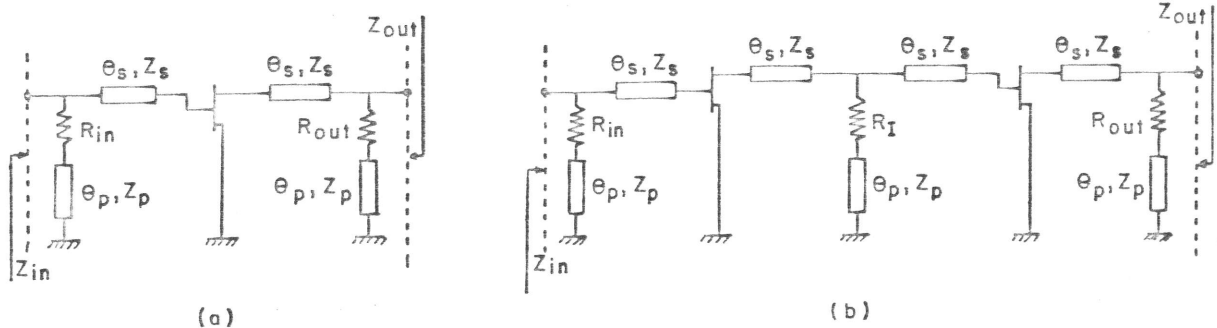 Zout
θs, Zs
θs, Zs
Rin
Rout
θp, Zp
θp, Zp
Zin
(a)
Zout
θs, Zs
θs, Zs
θs, Zs
θs, Zs
Rin
RI
Rout
θp, Zp
θp, Zp
θp, Zp
Zin
(b)